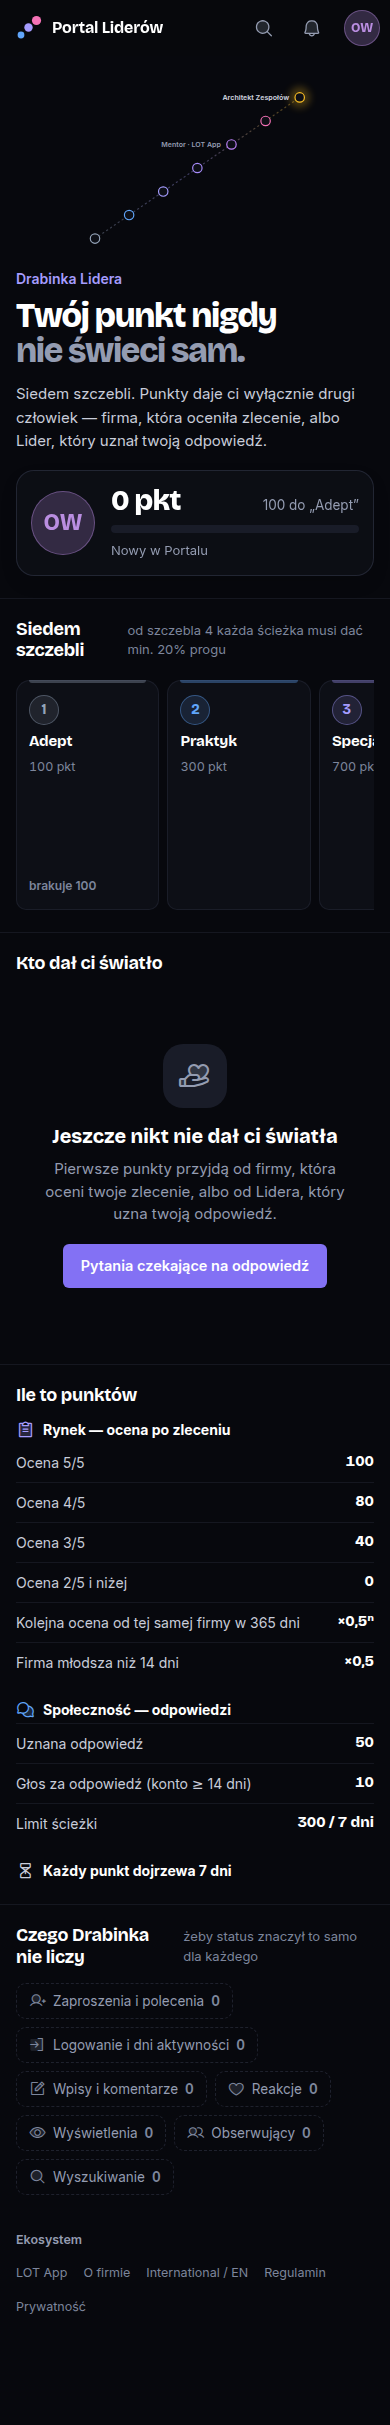 Portal Liderów
OW
Architekt Zespołów
Mentor · LOT App
Drabinka Lidera
Twój punkt nigdy
nie świeci sam.
Siedem szczebli. Punkty daje ci wyłącznie drugi
człowiek — firma, która oceniła zlecenie, albo
Lider, który uznał twoją odpowiedź.
OW
0 pkt
100 do „Adept”
Nowy w Portalu
Siedem
szczebli
od szczebla 4 każda ścieżka musi dać
min. 20% progu
1
Adept
100 pkt
brakuje 100
2
Praktyk
300 pkt
3
Specja
700 pk
Kto dał ci światło
Jeszcze nikt nie dał ci światła
Pierwsze punkty przyjdą od firmy, która
oceni twoje zlecenie, albo od Lidera, który
uzna twoją odpowiedź.
Pytania czekające na odpowiedź
Ile to punktów
Rynek — ocena po zleceniu
Ocena 5/5 100
Ocena 4/5 80
Ocena 3/5 40
Ocena 2/5 i niżej 0
Kolejna ocena od tej samej firmy w 365 dni ×0,5ⁿ
Firma młodsza niż 14 dni ×0,5
Społeczność — odpowiedzi
Uznana odpowiedź 50
Głos za odpowiedź (konto ≥ 14 dni) 10
Limit ścieżki 300 / 7 dni
Każdy punkt dojrzewa 7 dni
Czego Drabinka
nie liczy
żeby status znaczył to samo
dla każdego
Zaproszenia i polecenia 0
Logowanie i dni aktywności 0
Wpisy i komentarze 0 Reakcje 0
Wyświetlenia 0 Obserwujący 0
Wyszukiwanie 0
Ekosystem
LOT App O firmie International / EN Regulamin
Prywatność